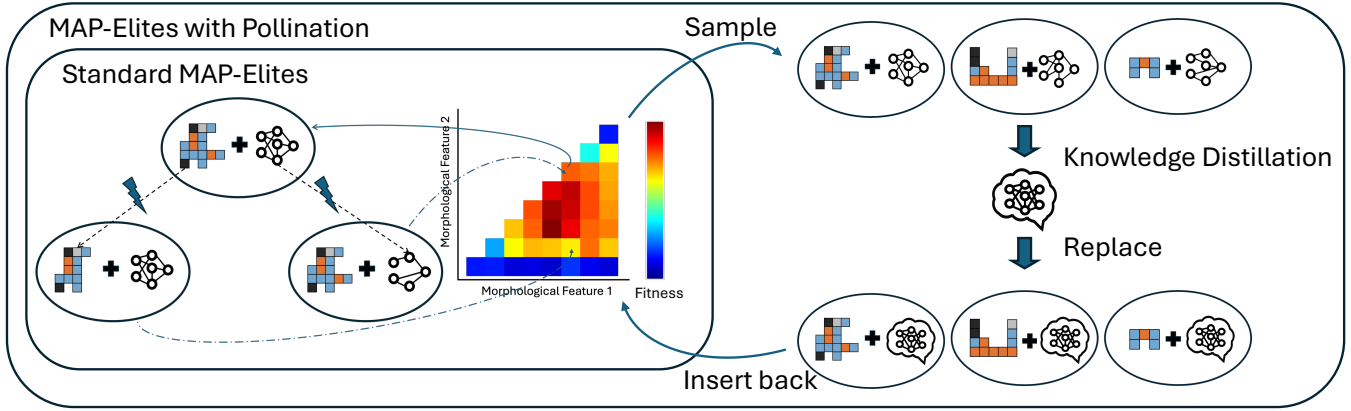 MAP-Elites with Pollination
Standard MAP-Elites
Sample
Morphological Feature 2
Knowledge Distillation
Replace
Morphological Feature 1
Fitness
Insert back